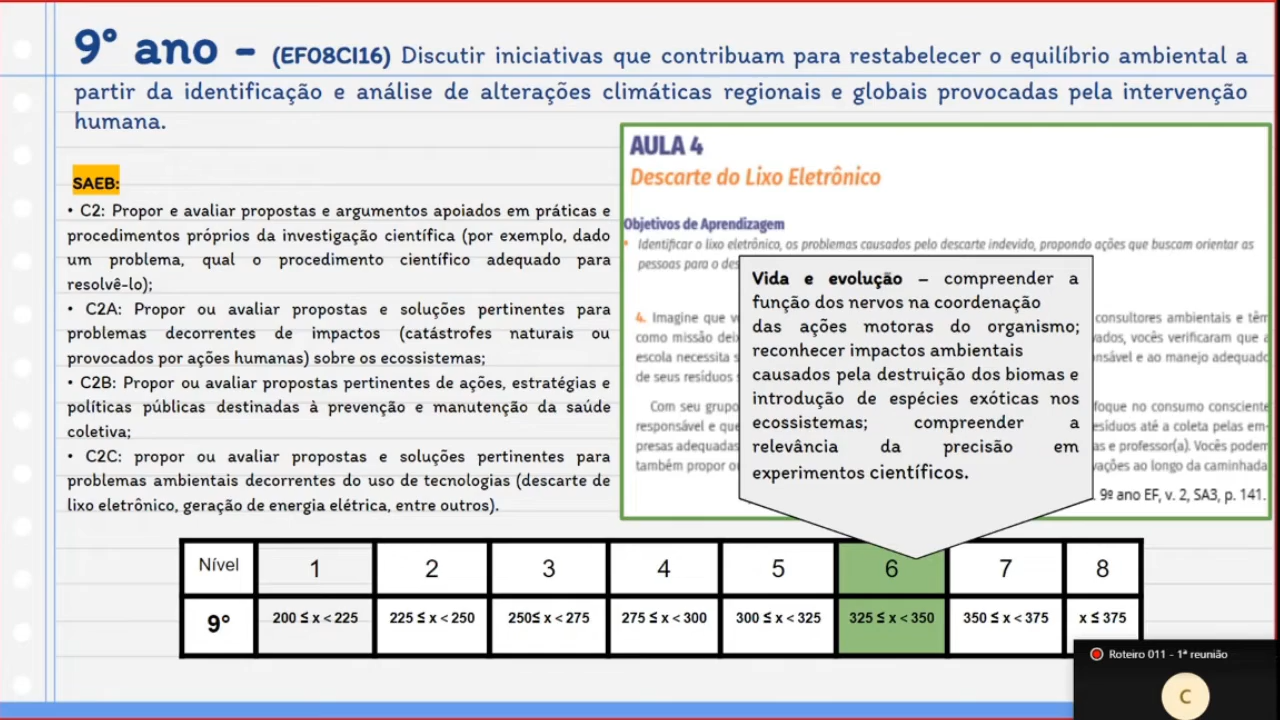 9° ano – (EF08CI16) Discutir iniciativas que contribuam para restabelecer o equilíbrio ambiental a
partir da identificação e análise de alterações climáticas regionais e globais provocadas pela intervenção
humana.
SAEB:
• C2: Propor e avaliar propostas e argumentos apoiados em práticas e
procedimentos próprios da investigação científica (por exemplo, dado
um problema, qual o procedimento científico adequado para
resolvê-lo);
• C2A: Propor ou avaliar propostas e soluções pertinentes para
problemas decorrentes de impactos (catástrofes naturais ou
provocados por ações humanas) sobre os ecossistemas;
• C2B: Propor ou avaliar propostas pertinentes de ações, estratégias e
políticas públicas destinadas à prevenção e manutenção da saúde
coletiva;
• C2C: propor ou avaliar propostas e soluções pertinentes para
problemas ambientais decorrentes do uso de tecnologias (descarte de
lixo eletrônico, geração de energia elétrica, entre outros).
AULA 4
Descarte do Lixo Eletrônico
Objetivos de Aprendizagem
• Identificar o lixo eletrônico, os problemas causados pelo descarte indevido, propondo ações que buscam orientar as
pessoas para o des
4. Imagine que v consultores ambientais e têm
como missão deix vados, vocês verificaram que a
escola necessita s nsável e ao manejo adequado
de seus resíduos s
Com seu grupo foque no consumo consciente
responsável e que esíduos até a coleta pelas em-
presas adequadas as e professor(a). Vocês podem
também propor ou vações ao longo da caminhada
. 9º ano EF, v. 2, SA3, p. 141.
Vida e evolução – compreender a
função dos nervos na coordenação
das ações motoras do organismo;
reconhecer impactos ambientais
causados pela destruição dos biomas e
introdução de espécies exóticas nos
ecossistemas; compreender a
relevância da precisão em
experimentos científicos.
Nível 1 2 3 4 5 6 7 8
9° 200 ≤ x < 225 225 ≤ x < 250 250≤ x < 275 275 ≤ x < 300 300 ≤ x < 325 325 ≤ x < 350 350 ≤ x < 375 x ≤ 375
Roteiro 011 - 1ª reunião
C